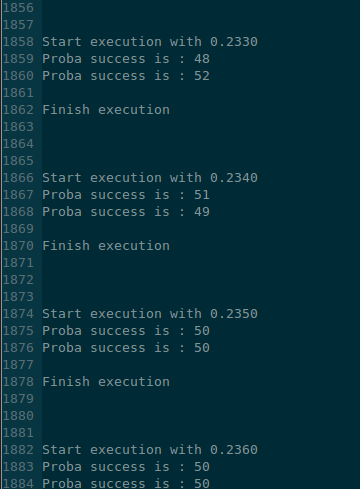 1856
1857
1858 Start execution with 0.2330
1859 Proba success is : 48
1860 Proba success is : 52
1861
1862 Finish execution
1863
1864
1865
1866 Start execution with 0.2340
1867 Proba success is : 51
1868 Proba success is : 49
1869
1870 Finish execution
1871
1872
1873
1874 Start execution with 0.2350
1875 Proba success is : 50
1876 Proba success is : 50
1877
1878 Finish execution
1879
1880
1881
1882 Start execution with 0.2360
1883 Proba success is : 50
1884 Proba success is : 50